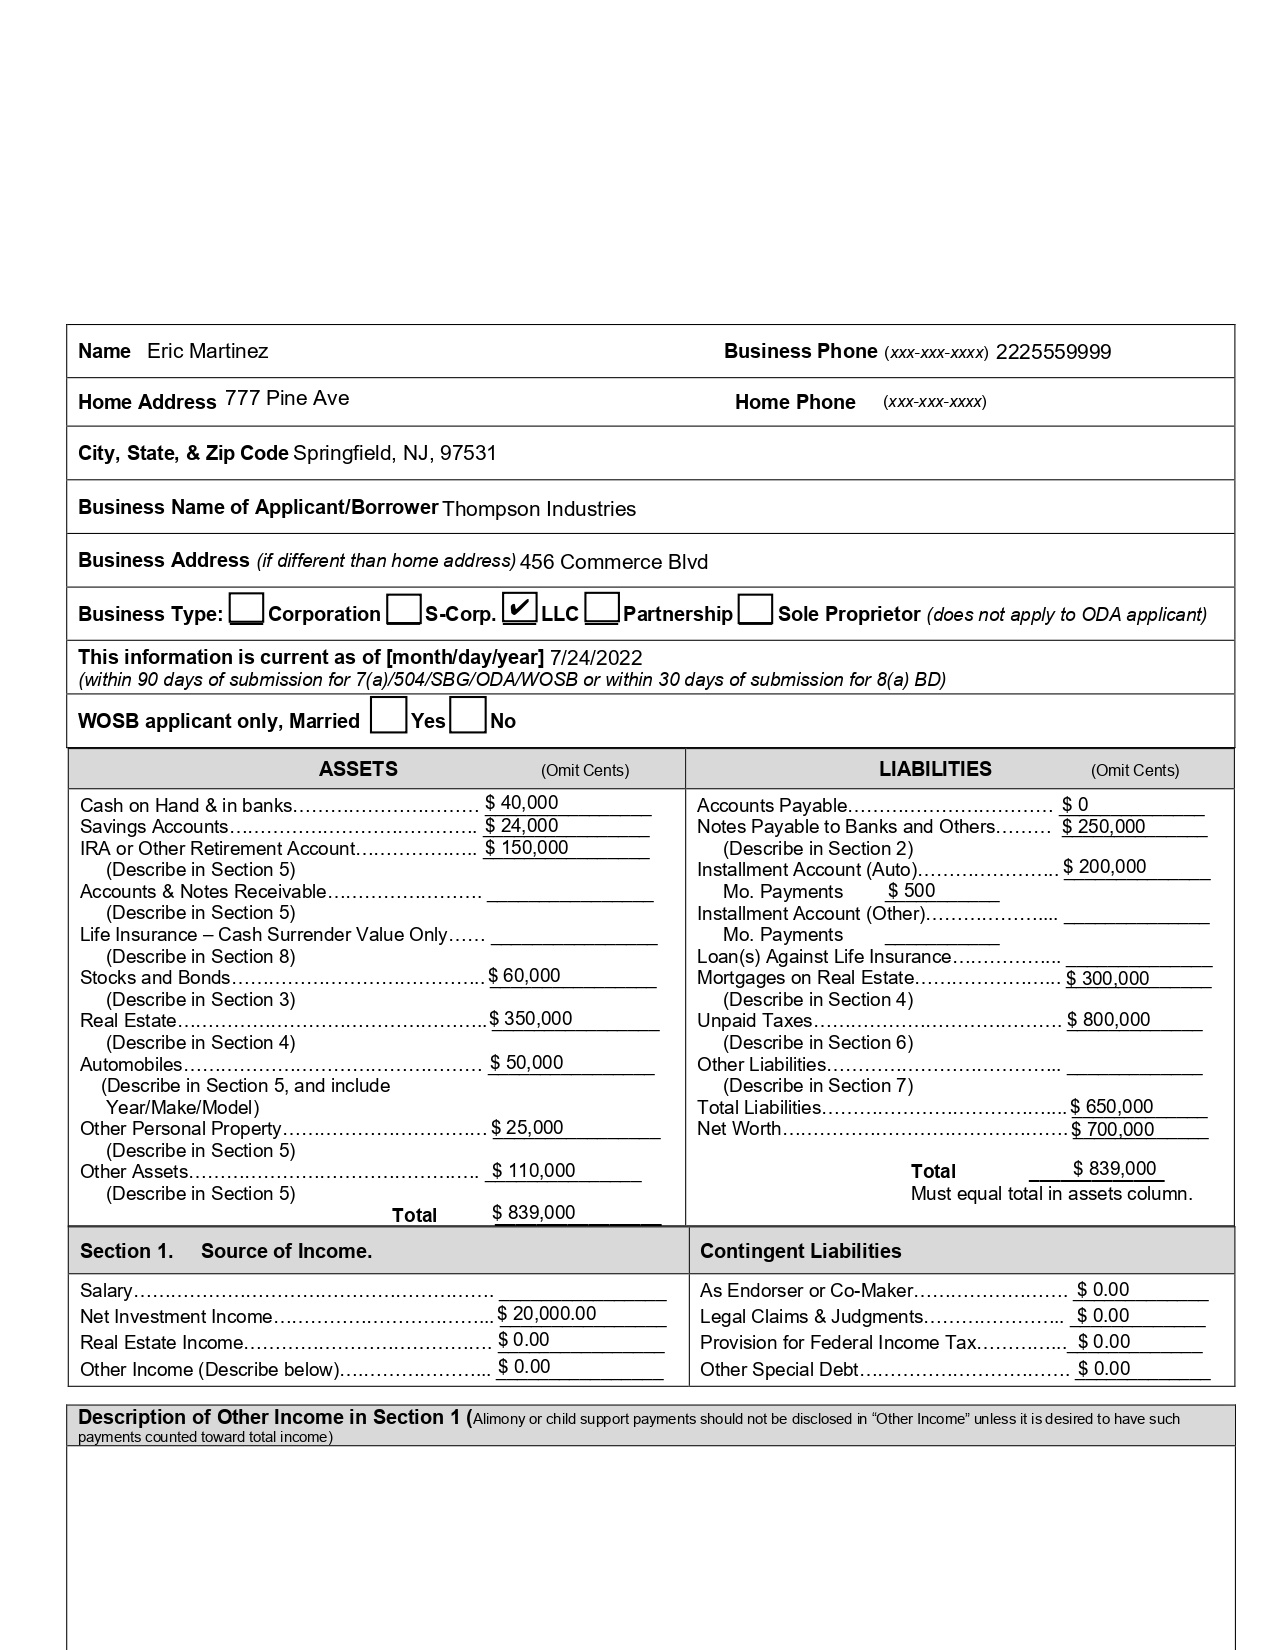 Name Eric Martinez Business Phone (xxx-xxx-xxxx) 2225559999
Home Address 777 Pine Ave Home Phone (xxx-xxx-xxxx)
City, State, & Zip Code Springfield, NJ, 97531
Business Name of Applicant/Borrower Thompson Industries
Business Address (if different than home address) 456 Commerce Blvd
Business Type: Corporation S-Corp. ✔ LLC Partnership Sole Proprietor (does not apply to ODA applicant)
This information is current as of [month/day/year] 7/24/2022
(within 90 days of submission for 7(a)/504/SBG/ODA/WOSB or within 30 days of submission for 8(a) BD)
WOSB applicant only, Married Yes No
ASSETS (Omit Cents)
Cash on Hand & in banks………………………… $ 40,000
Savings Accounts………………………………….. $ 24,000
IRA or Other Retirement Account……………….. $ 150,000
(Describe in Section 5)
Accounts & Notes Receivable…………………… ________________
(Describe in Section 5)
Life Insurance – Cash Surrender Value Only…… ________________
(Describe in Section 8)
Stocks and Bonds………………………………….. $ 60,000
(Describe in Section 3)
Real Estate………………………………………….. $ 350,000
(Describe in Section 4)
Automobiles………………………………………… $ 50,000
(Describe in Section 5, and include
Year/Make/Model)
Other Personal Property…………………………… $ 25,000
(Describe in Section 5)
Other Assets……………………………………….. $ 110,000
(Describe in Section 5)
Total $ 839,000
LIABILITIES (Omit Cents)
Accounts Payable…………………………… $ 0
Notes Payable to Banks and Others……… $ 250,000
(Describe in Section 2)
Installment Account (Auto)………………….. $ 200,000
Mo. Payments $ 500
Installment Account (Other)……………….... ______________
Mo. Payments ___________
Loan(s) Against Life Insurance…………….. ______________
Mortgages on Real Estate………………….. $ 300,000
(Describe in Section 4)
Unpaid Taxes………………………………… $ 800,000
(Describe in Section 6)
Other Liabilities……………………………….. _____________
(Describe in Section 7)
Total Liabilities………………………………... $ 650,000
Net Worth……………………………………… $ 700,000
Total $ 839,000
Must equal total in assets column.
Section 1. Source of Income.
Salary…………………………………………………. ________________
Net Investment Income……………………………... $ 20,000.00
Real Estate Income…………………………………. $ 0.00
Other Income (Describe below)…………………... $ 0.00
Contingent Liabilities
As Endorser or Co-Maker……………………. $ 0.00
Legal Claims & Judgments………………….. $ 0.00
Provision for Federal Income Tax………….. $ 0.00
Other Special Debt……………………………. $ 0.00
Description of Other Income in Section 1 (Alimony or child support payments should not be disclosed in “Other Income” unless it is desired to have such
payments counted toward total income)